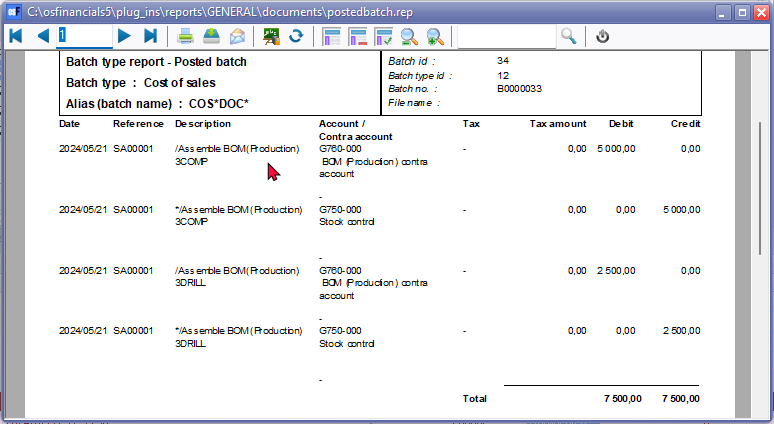 C:\osfinancials5\plug_ins\reports\GENERAL\documents\postedbatch.rep
1
Batch type report - Posted batch
Batch type : Cost of sales
Alias (batch name) : COS*DOC*
Batch id : 34
Batch type id : 12
Batch no. : B0000033
File name :
Date Reference Description Account / Contra account Tax Tax amount Debit Credit
2024/05/21 SA00001 /Assemble BOM(Production) G760-000 - 0,00 5 000,00 0,00
3COMP BOM (Production) contra
account
-
2024/05/21 SA00001 */Assemble BOM(Production) G750-000 - 0,00 0,00 5 000,00
3COMP Stock control
-
2024/05/21 SA00001 /Assemble BOM(Production) G760-000 - 0,00 2 500,00 0,00
3DRILL BOM (Production) contra
account
-
2024/05/21 SA00001 */Assemble BOM(Production) G750-000 - 0,00 0,00 2 500,00
3DRILL Stock control
-
Total 7 500,00 7 500,00